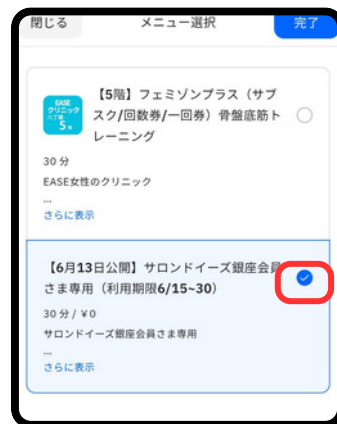 閉じる メニュー選択 完了
EASE
クリニック
5階
【5階】フェミゾンプラス（サブ
スク/回数券/一回券）骨盤底筋ト
レーニング
30 分
EASE女性のクリニック
...
さらに表示
【6月13日公開】サロンドイーズ銀座会員
さま専用（利用期限6/15~30）
30 分 / ¥0
サロンドイーズ銀座会員さま専用
...
さらに表示